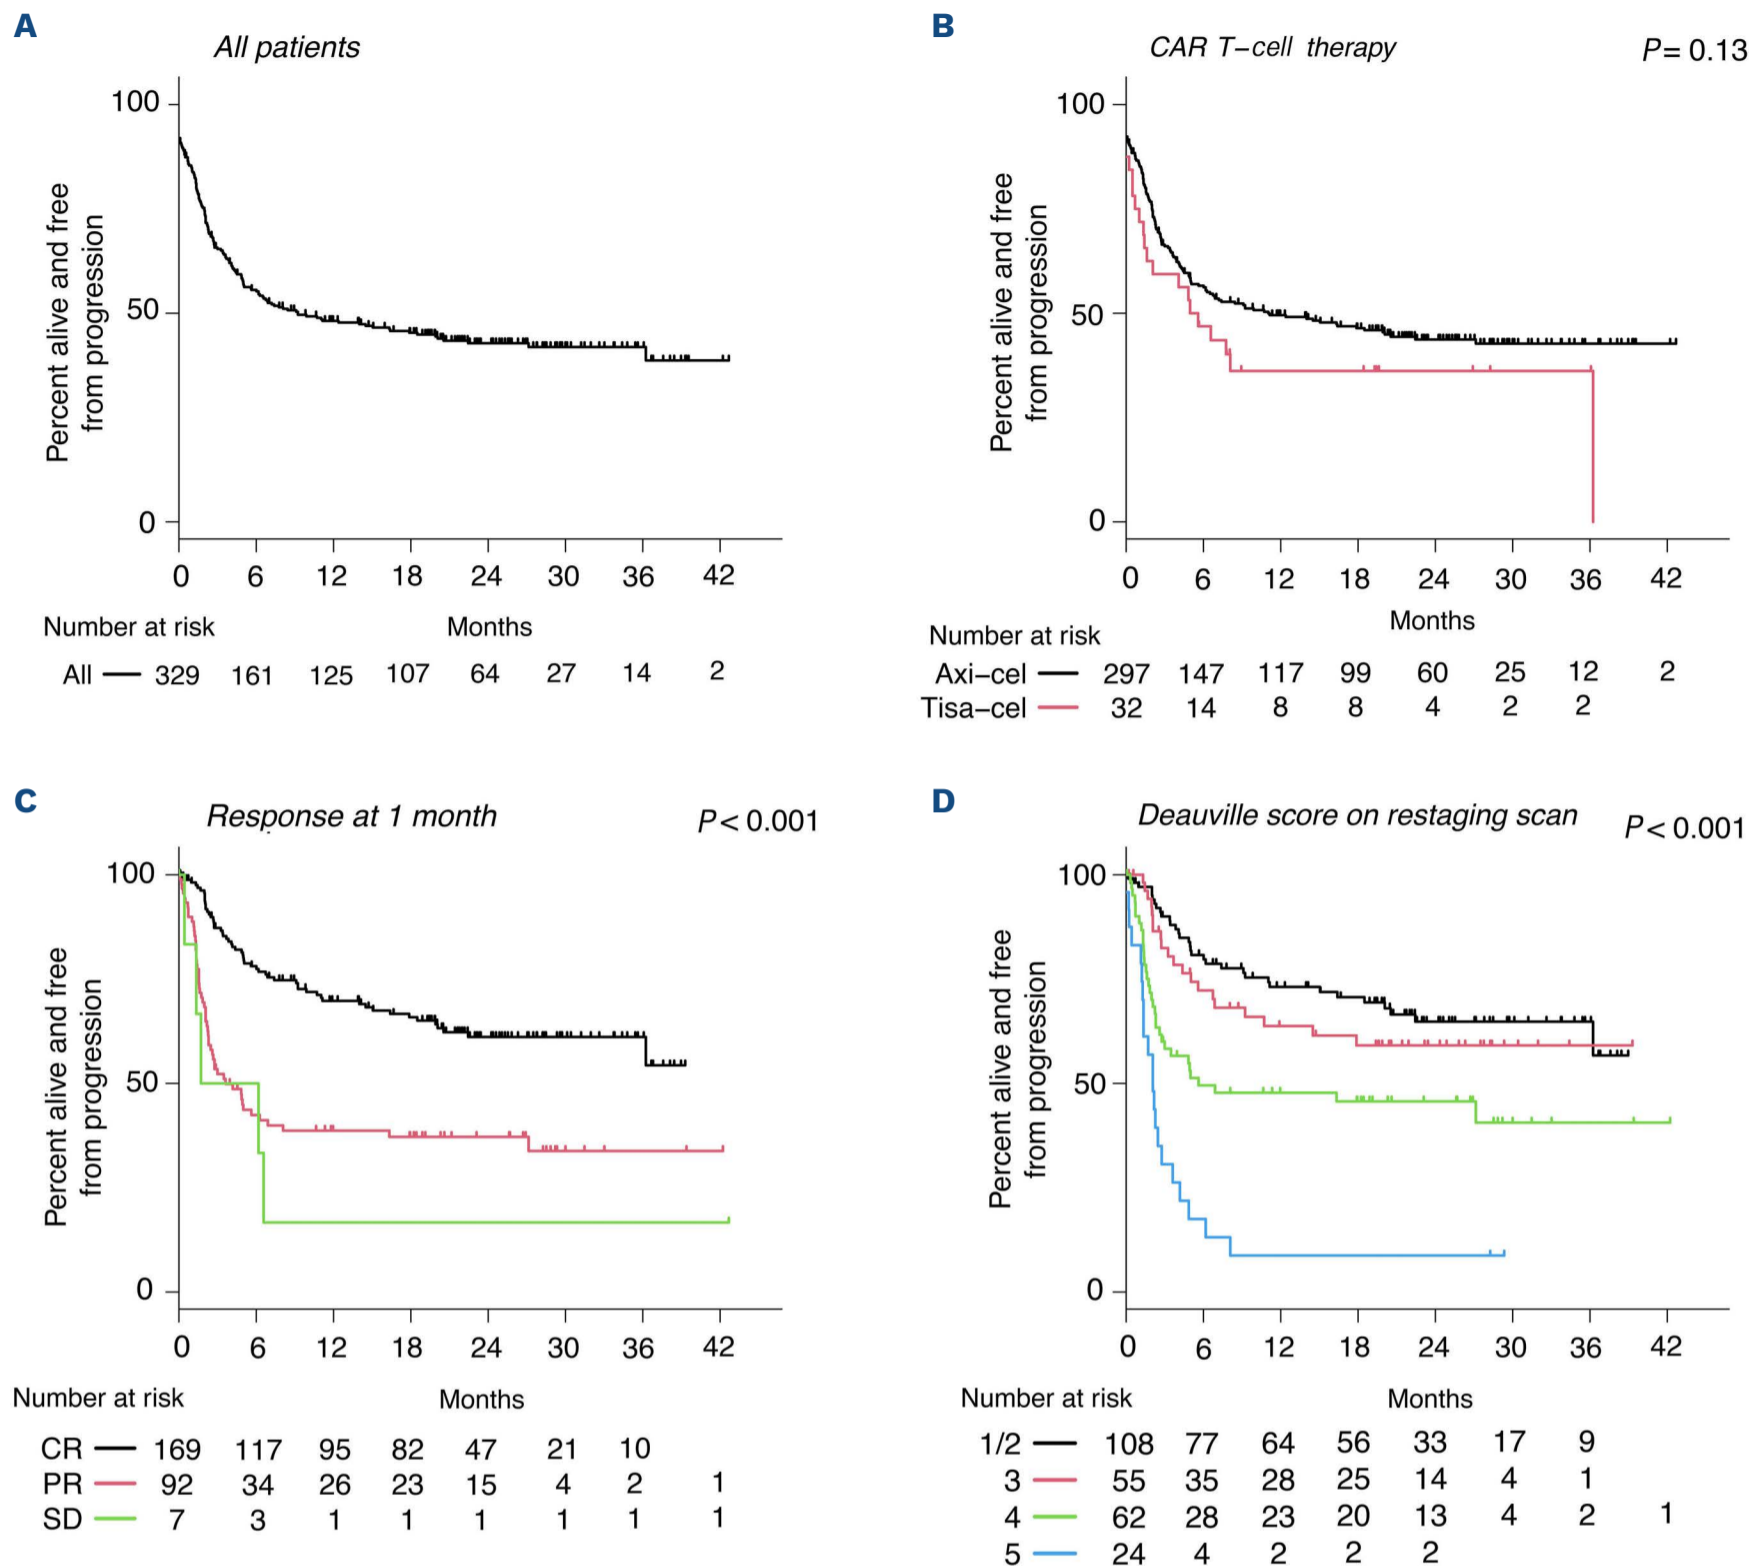 A
All patients
Percent alive and free
from progression
100
50
0
0 6 12 18 24 30 36 42
Number at risk Months
All 329 161 125 107 64 27 14 2
B
CAR T-cell therapy P= 0.13
Percent alive and free
from progression
100
50
0
0 6 12 18 24 30 36 42
Months
Number at risk
Axi-cel 297 147 117 99 60 25 12 2
Tisa-cel 32 14 8 8 4 2 2
C
Response at 1 month P< 0.001
Percent alive and free
from progression
100
50
0
0 6 12 18 24 30 36 42
Number at risk Months
CR 169 117 95 82 47 21 10
PR 92 34 26 23 15 4 2 1
SD 7 3 1 1 1 1 1 1
D
Deauville score on restaging scan P< 0.001
Percent alive and free
from progression
100
50
0
0 6 12 18 24 30 36 42
Number at risk Months
1/2 108 77 64 56 33 17 9
3 55 35 28 25 14 4 1
4 62 28 23 20 13 4 2 1
5 24 4 2 2 2